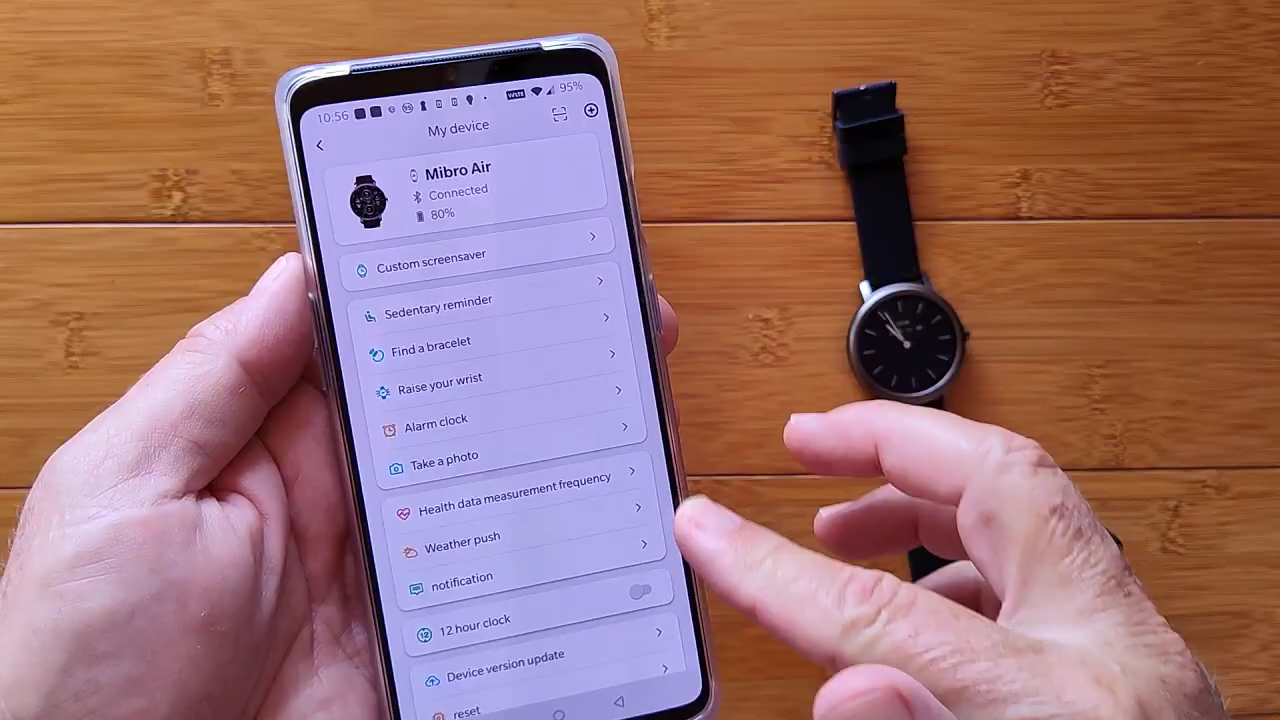 10:56 95%
My device
Mibro Air
Connected
80%
Custom screensaver
Sedentary reminder
Find a bracelet
Raise your wrist
Alarm clock
Take a photo
Health data measurement frequency
Weather push
notification
12 hour clock
Device version update
reset